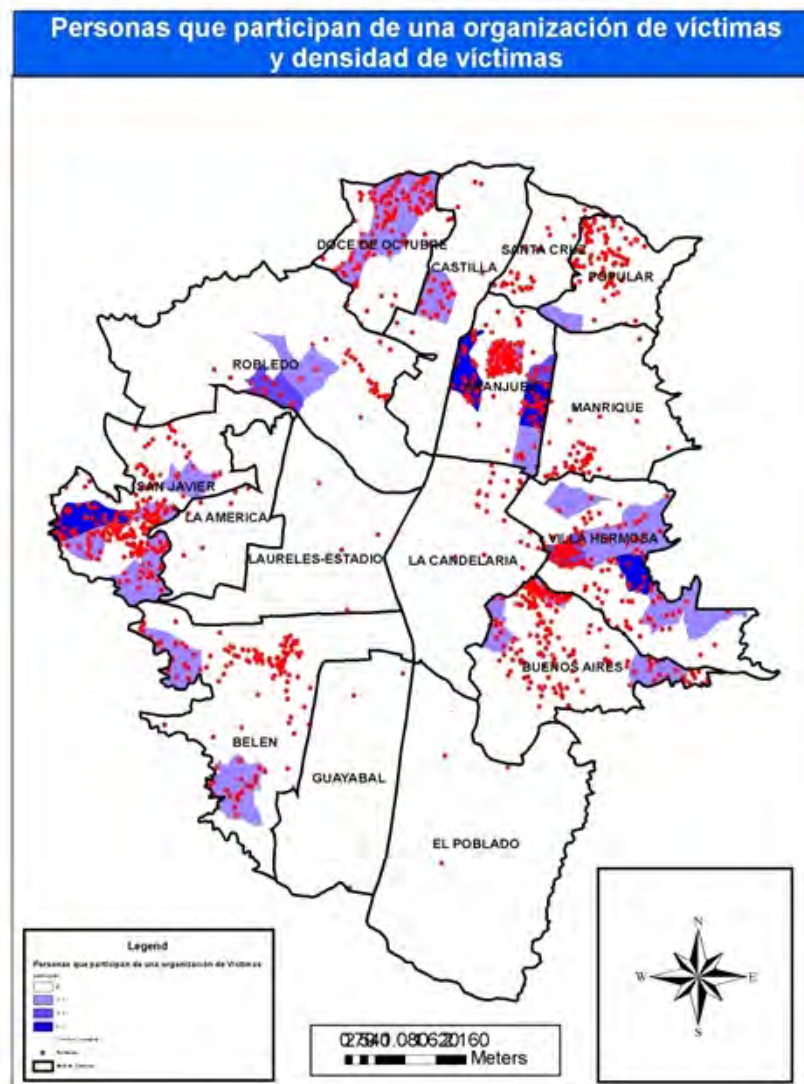 Personas que participan de una organización de víctimas
y densidad de víctimas
DOCE DE OCTUBRE
SANTA CRUZ
CASTILLA
POPULAR
ROBLEDO
MANRIQUE
SAN JAVIER
LA AMERICA
VILLA HERMOSA
LAURELES-ESTADIO
LA CANDELARIA
BUENOS AIRES
BELEN
GUAYABAL
EL POBLADO
Legend
Personas que participan de una organización de Víctimas
N
W
E
S
Meters